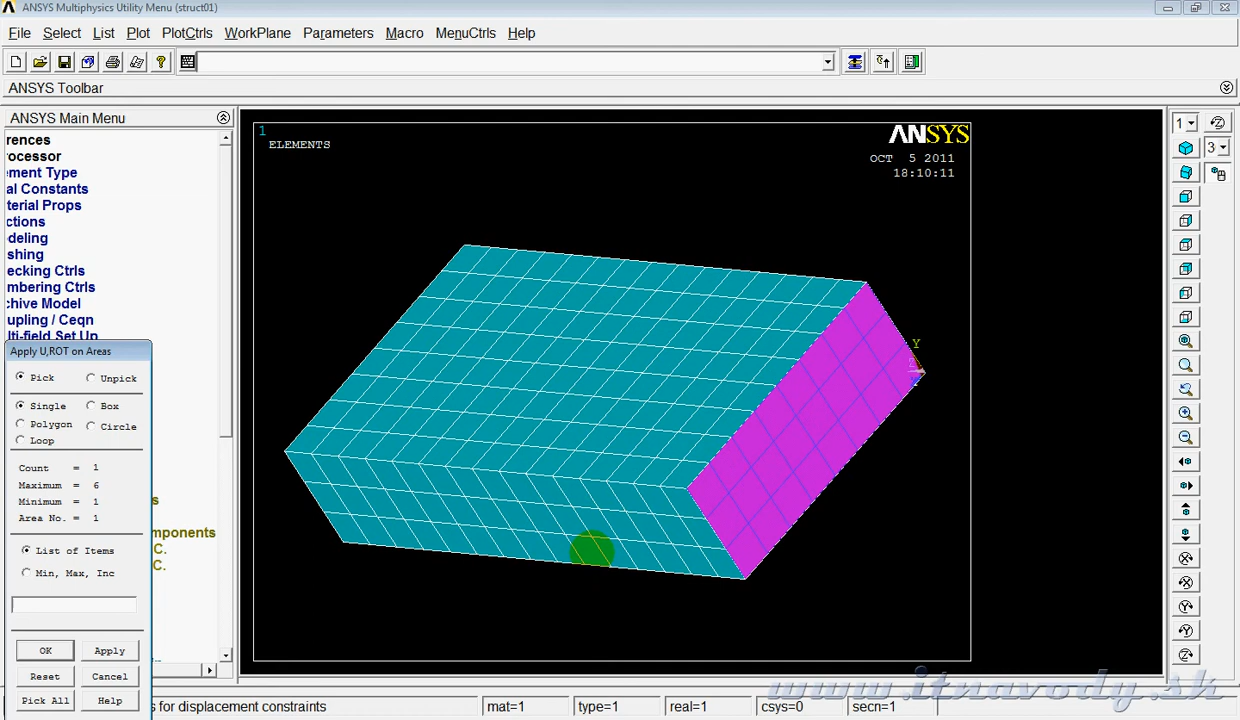 ANSYS Multiphysics Utility Menu (struct01)
File Select List Plot PlotCtrls WorkPlane Parameters Macro MenuCtrls Help
ANSYS Toolbar
ANSYS Main Menu
rences
rocessor
ement Type
al Constants
aterial Props
ctions
deling
shing
ecking Ctrls
mbering Ctrls
chive Model
upling / Ceqn
lti-field Set Up
s
mponents
C.
C.
Apply U,ROT on Areas
Pick Unpick
Single Box
Polygon Circle
Loop
Count = 1
Maximum = 6
Minimum = 1
Area No. = 1
List of Items
Min, Max, Inc
OK Apply
Reset Cancel
Pick All Help
1
ELEMENTS
ANSYS
OCT 5 2011
18:10:11
Y
1
3
s for displacement constraints
mat=1 type=1 real=1 csys=0 secn=1
www.itnavody.sk